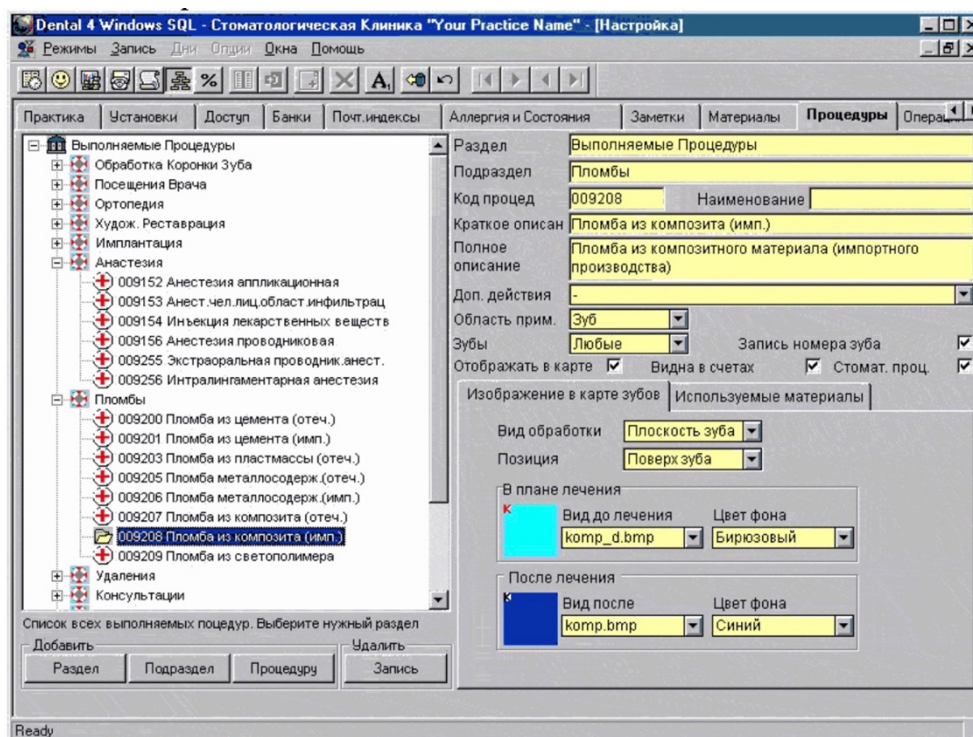 Dental 4 Windows SQL - Стоматологическая Клиника "Your Practice Name" - [Настройка]
Режимы Запись Дни Опции Окна Помощь
Практика Установки Доступ Банки Почт.индексы Аллергия и Состояния Заметки Материалы Процедуры
Выполняемые Процедуры
Обработка Коронки Зуба
Посещения Врача
Ортопедия
Худож. Реставрация
Имплантация
Анастезия
009152 Анестезия аппликационная
009153 Анест.чел.лиц.област.инфильтрац
009154 Инъекция лекарственных веществ
009156 Анестезия проводниковая
009255 Экстраоральная проводник.анест.
009256 Интралингаментарная анестезия
Пломбы
009200 Пломба из цемента (отеч.)
009201 Пломба из цемента (имп.)
009203 Пломба из пластмассы (отеч.)
009205 Пломба металлосодерж.(отеч.)
009206 Пломба металлосодерж.(имп.)
009207 Пломба из композита (отеч.)
009208 Пломба из композита (имп.)
009209 Пломба из светополимера
Удаления
Консультации
Список всех выполняемых поцедур. Выберите нужный раздел
Добавить Удалить
Раздел Подраздел Процедуру Запись
Раздел Выполняемые Процедуры
Подраздел Пломбы
Код процед 009208 Наименование
Краткое описан Пломба из композита (имп.)
Полное описание Пломба из композитного материала (импортного
производства)
Доп. действия -
Область прим. Зуб
Зубы Любые Запись номера зуба
Отображать в карте Видна в счетах Стомат. проц.
Изображение в карте зубов Используемые материалы
Вид обработки Плоскость зуба
Позиция Поверх зуба
В плане лечения
K Вид до лечения Цвет фона
komp_d.bmp Бирюзовый
После лечения
K Вид после Цвет фона
komp.bmp Синий
Ready